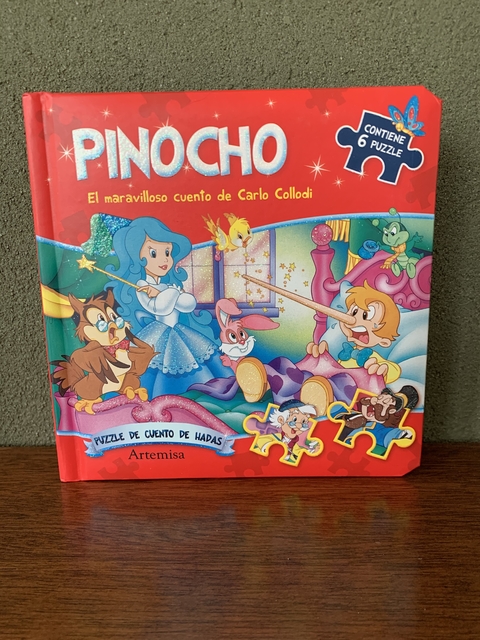 PINOCHO
El maravilloso cuento de Carlo Collodi
CONTIENE
6 PUZZLE
PUZZLE DE CUENTO DE HADAS
Artemisa